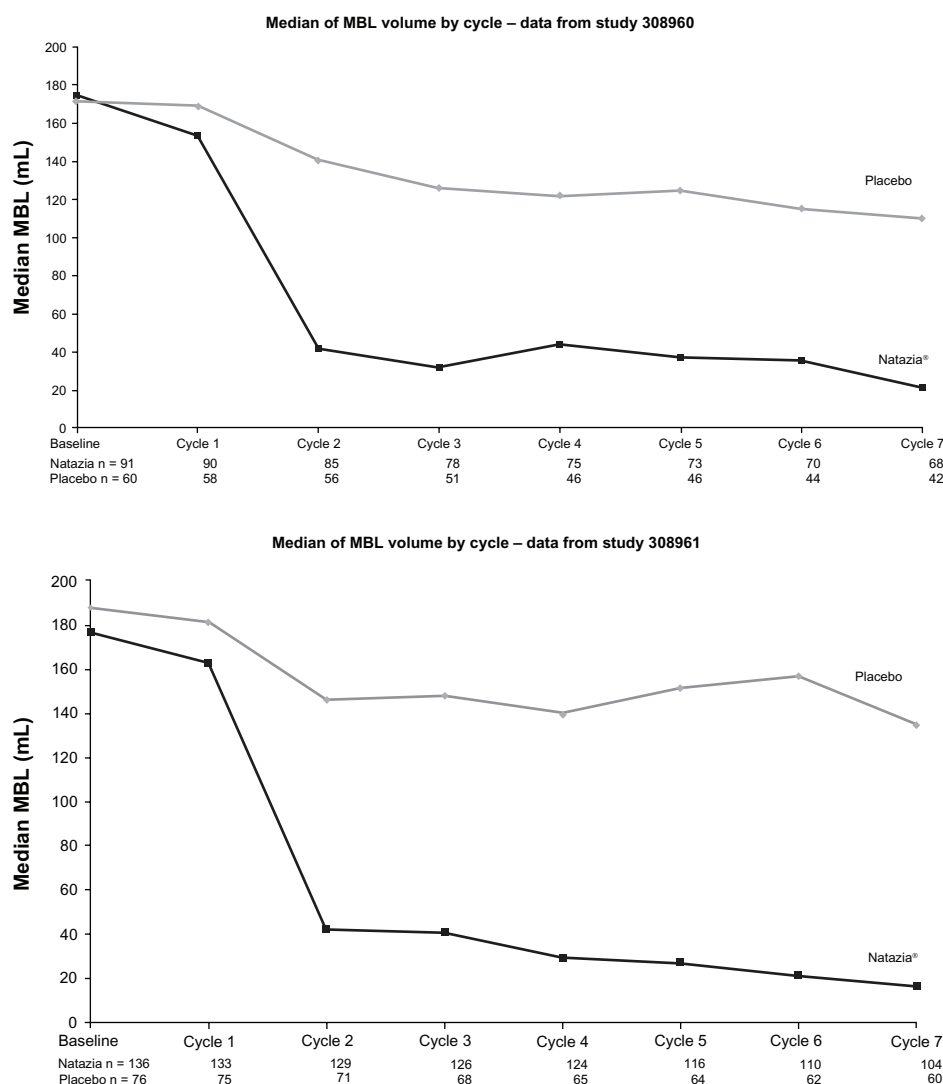 Median of MBL volume by cycle – data from study 308960
Median MBL (mL)
200
180
160
140
120
100
80
60
40
20
0
Placebo
Natazia®
Baseline Cycle 1 Cycle 2 Cycle 3 Cycle 4 Cycle 5 Cycle 6 Cycle 7
Natazia n = 91 90 85 78 75 73 70 68
Placebo n = 60 58 56 51 46 46 44 42
Median of MBL volume by cycle – data from study 308961
Median MBL (mL)
200
180
160
140
120
100
80
60
40
20
0
Placebo
Natazia®
Baseline Cycle 1 Cycle 2 Cycle 3 Cycle 4 Cycle 5 Cycle 6 Cycle 7
Natazia n = 136 133 129 126 124 116 110 104
Placebo n = 76 75 71 68 65 64 62 60